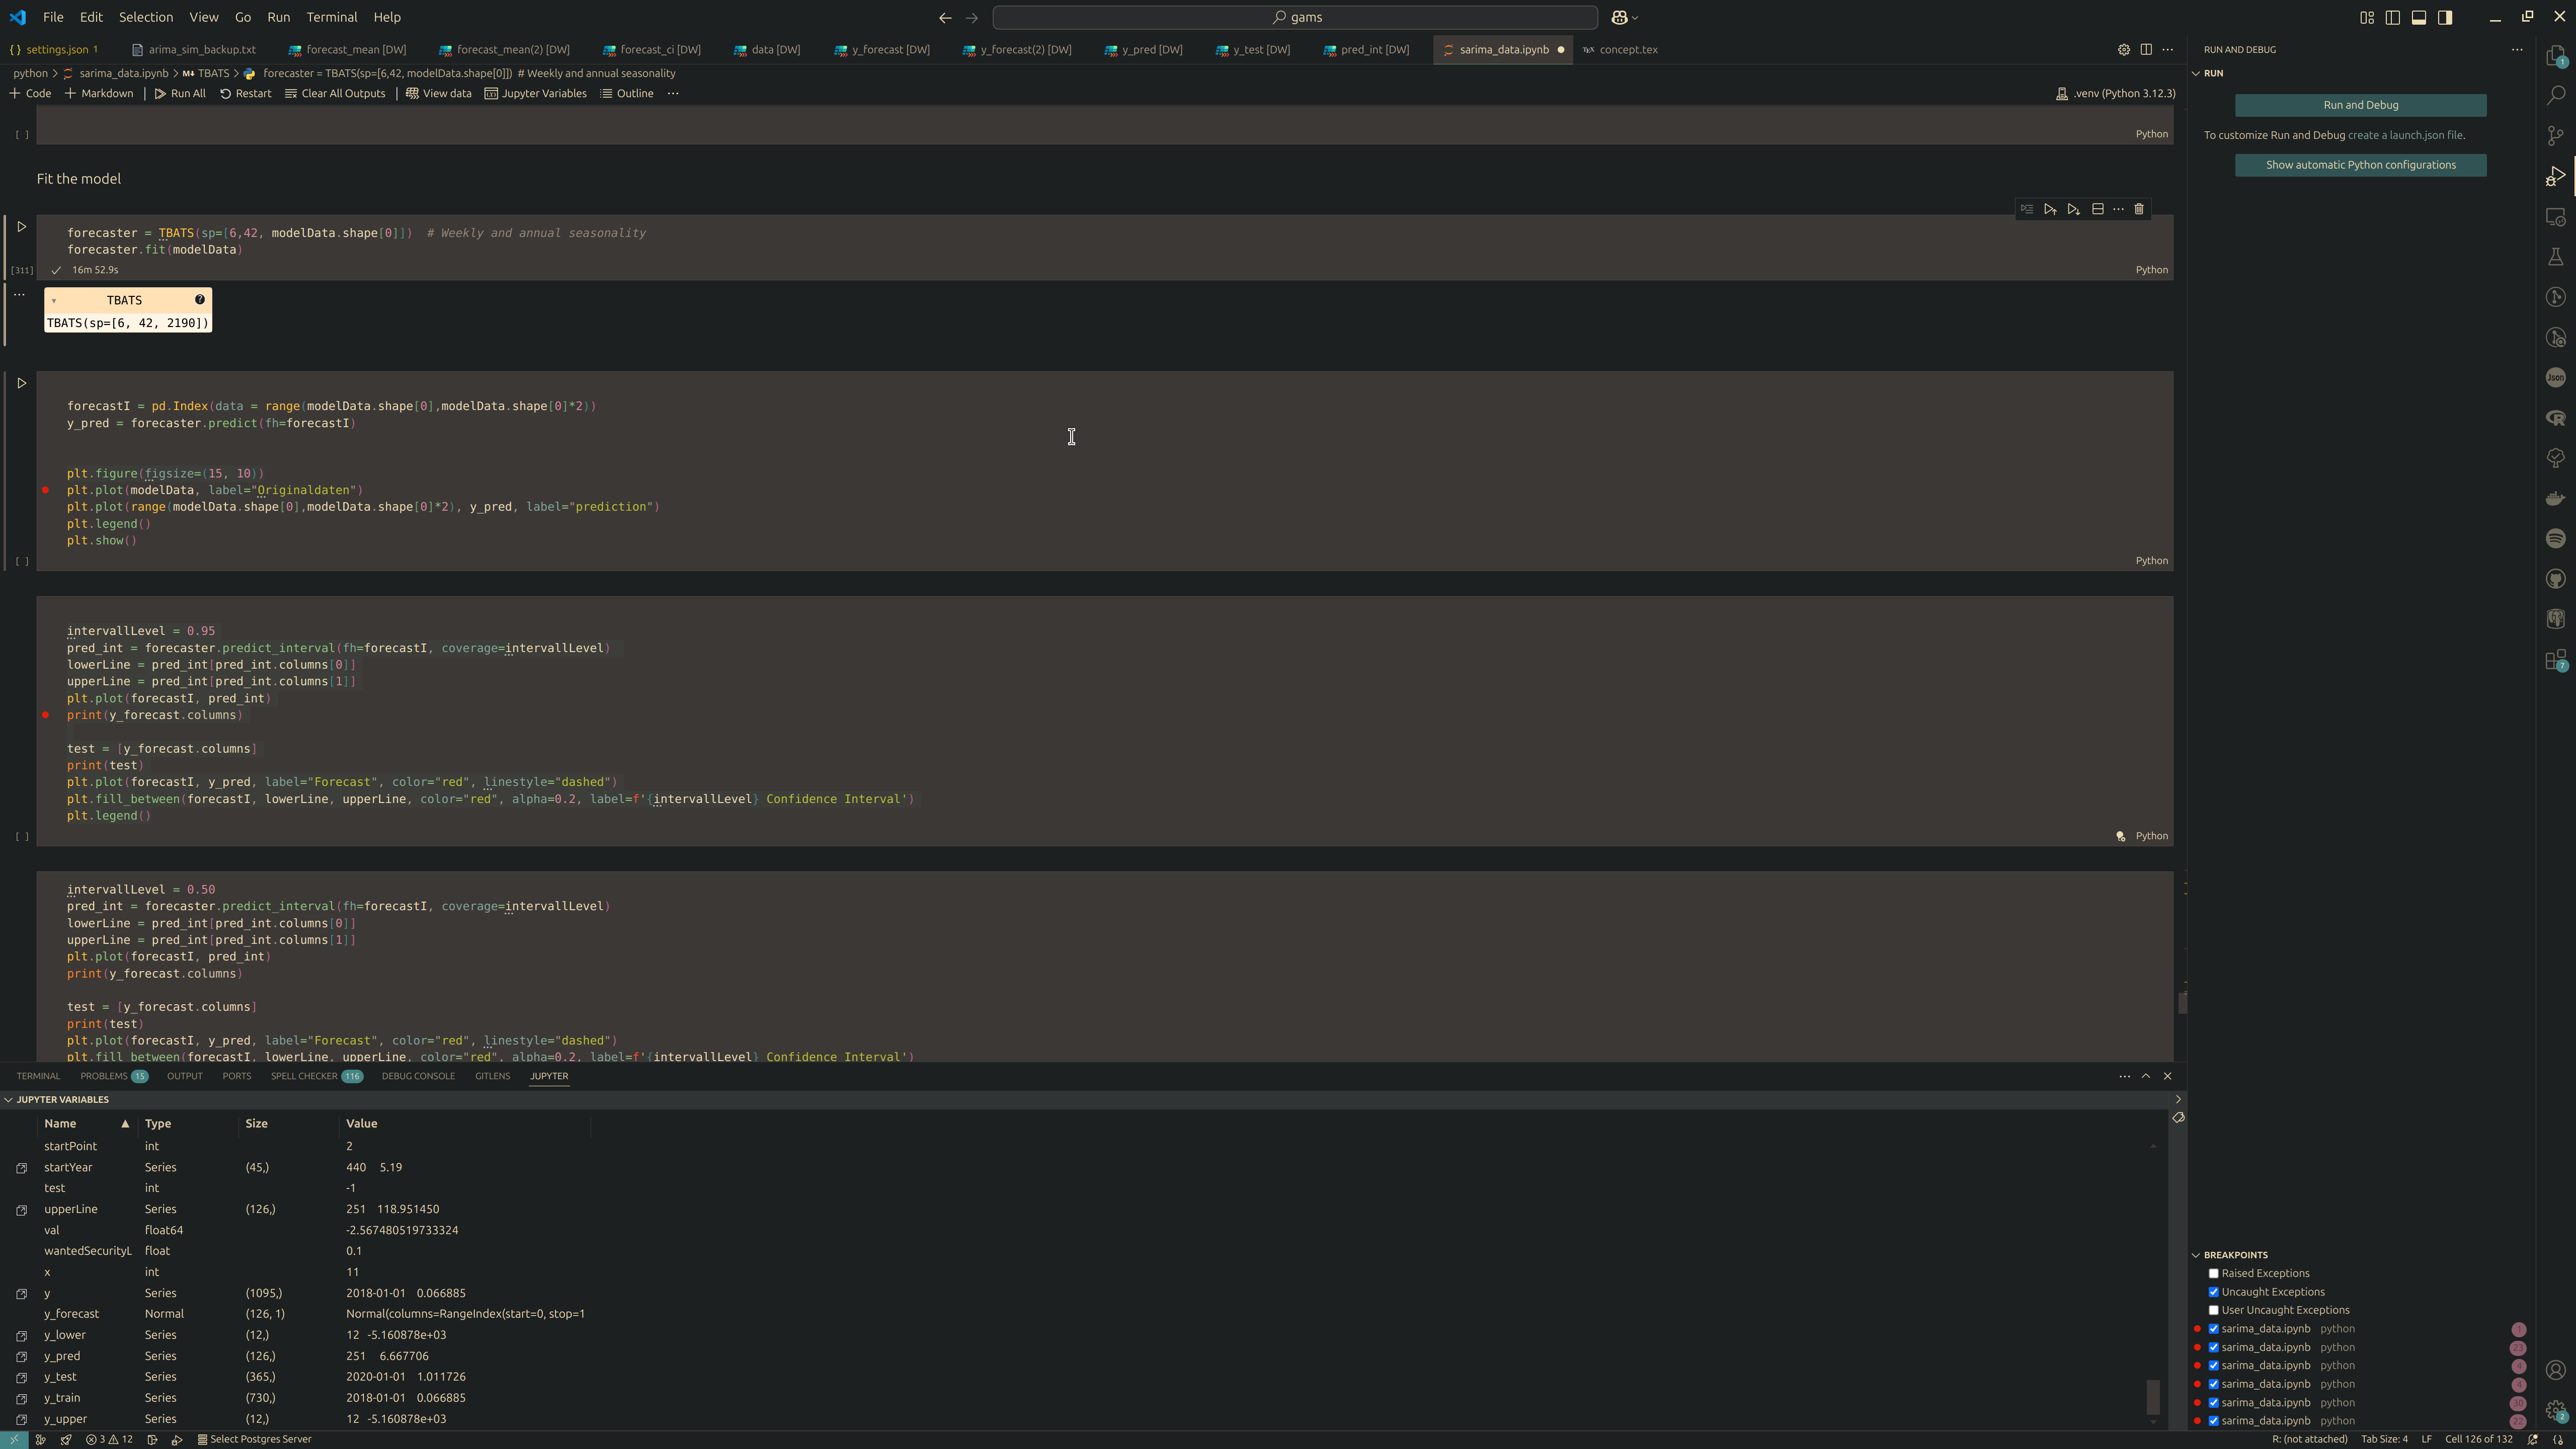 File Edit Selection View Go Run Terminal Help
gams
settings.json 1 arima_sim_backup.txt forecast_mean [DW] forecast_mean(2) [DW] forecast_ci [DW] data [DW] y_forecast [DW] y_forecast(2) [DW] y_pred [DW] y_test [DW] pred_int [DW] sarima_data.ipynb concept.tex
python > sarima_data.ipynb > M↓ TBATS > forecaster = TBATS(sp=[6,42, modelData.shape[0]]) # Weekly and annual seasonality
+ Code + Markdown | Run All Restart Clear All Outputs | View data Jupyter Variables Outline ...
.venv (Python 3.12.3)
[ ]
Python
Fit the model
forecaster = TBATS(sp=[6,42, modelData.shape[0]]) # Weekly and annual seasonality
forecaster.fit(modelData)
[311] ✓ 16m 52.9s
Python
TBATS
TBATS(sp=[6, 42, 2190])
forecastI = pd.Index(data = range(modelData.shape[0],modelData.shape[0]*2))
y_pred = forecaster.predict(fh=forecastI)
plt.figure(figsize=(15, 10))
plt.plot(modelData, label="Originaldaten")
plt.plot(range(modelData.shape[0],modelData.shape[0]*2), y_pred, label="prediction")
plt.legend()
plt.show()
[ ]
Python
intervallLevel = 0.95
pred_int = forecaster.predict_interval(fh=forecastI, coverage=intervallLevel)
lowerLine = pred_int[pred_int.columns[0]]
upperLine = pred_int[pred_int.columns[1]]
plt.plot(forecastI, pred_int)
print(y_forecast.columns)
test = [y_forecast.columns]
print(test)
plt.plot(forecastI, y_pred, label="Forecast", color="red", linestyle="dashed")
plt.fill_between(forecastI, lowerLine, upperLine, color="red", alpha=0.2, label=f'{intervallLevel} Confidence Interval')
plt.legend()
[ ]
Python
intervallLevel = 0.50
pred_int = forecaster.predict_interval(fh=forecastI, coverage=intervallLevel)
lowerLine = pred_int[pred_int.columns[0]]
upperLine = pred_int[pred_int.columns[1]]
plt.plot(forecastI, pred_int)
print(y_forecast.columns)
test = [y_forecast.columns]
print(test)
plt.plot(forecastI, y_pred, label="Forecast", color="red", linestyle="dashed")
plt.fill_between(forecastI, lowerLine, upperLine, color="red", alpha=0.2, label=f'{intervallLevel} Confidence Interval')
TERMINAL PROBLEMS 15 OUTPUT PORTS SPELL CHECKER 116 DEBUG CONSOLE GITLENS JUPYTER
JUPYTER VARIABLES
Name Type Size Value
startPoint int 2
startYear Series (45,) 440 5.19
test int -1
upperLine Series (126,) 251 118.951450
val float64 -2.567480519733324
wantedSecurityL float 0.1
x int 11
y Series (1095,) 2018-01-01 0.066885
y_forecast Normal (126, 1) Normal(columns=RangeIndex(start=0, stop=1
y_lower Series (12,) 12 -5.160878e+03
y_pred Series (126,) 251 6.667706
y_test Series (365,) 2020-01-01 1.011726
y_train Series (730,) 2018-01-01 0.066885
y_upper Series (12,) 12 -5.160878e+03
3 12 Select Postgres Server
RUN AND DEBUG
RUN
Run and Debug
To customize Run and Debug create a launch.json file.
Show automatic Python configurations
Json
1
7
BREAKPOINTS
Raised Exceptions
Uncaught Exceptions
User Uncaught Exceptions
sarima_data.ipynb python 1
sarima_data.ipynb python 23
sarima_data.ipynb python 4
sarima_data.ipynb python 4
sarima_data.ipynb python 30
sarima_data.ipynb python 22
2
R: (not attached) Tab Size: 4 LF Cell 126 of 132